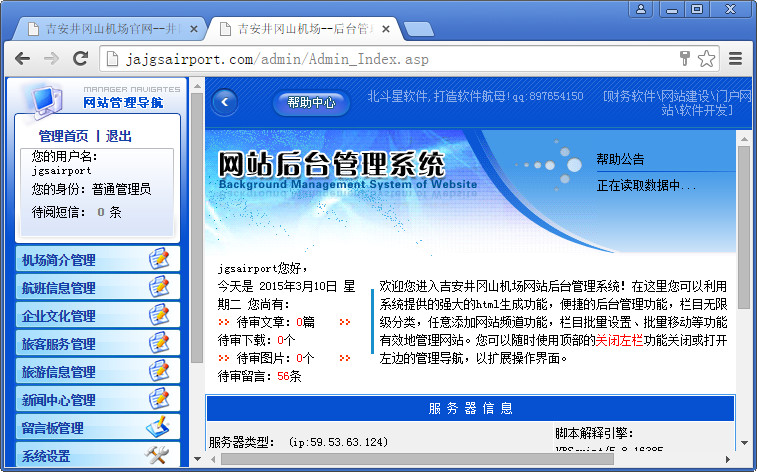 吉安井冈山机场官网--井
吉安井冈山机场--后台管
jajgsairport.com/admin/Admin_Index.asp
MANAGER NAVIGATES
网站管理导航
管理首页 | 退出
您的用户名:
jgsairport
您的身份:普通管理员
待阅短信: 0 条
机场简介管理
航班信息管理
企业文化管理
旅客服务管理
旅游信息管理
新闻中心管理
留言板管理
系统设置
帮助中心
北斗星软件,打造软件航母!qq:897654150 [财务软件\网站建设\门户网
站\软件开发]
网站后台管理系统
Background Management System of Website
帮助公告
正在读取数据中...
jgsairport您好,
今天是 2015年3月10日 星
期二 您尚有:
>> 待审文章:0篇 >>
待审下载:0个
>> 待审图片:0个 >>
待审留言:56条
欢迎您进入吉安井冈山机场网站后台管理系统!在这里您可以利用
系统提供的强大的html生成功能,便捷的后台管理功能,栏目无限
级分类,任意添加网站频道功能,栏目批量设置、批量移动等功能
有效地管理网站。您可以随时使用顶部的关闭左栏功能关闭或打开
左边的管理导航,以扩展操作界面。
服 务 器 信 息
服务器类型: (ip:59.53.63.124)
脚本解释引擎:
VBScript/5.8.16385